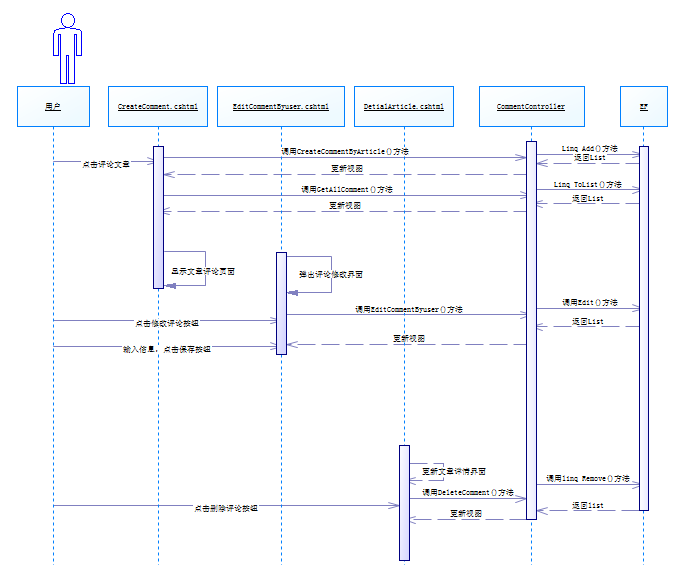 用户
CreateComment.cshtml
EditCommentByuser.cshtml
DetialArticle.cshtml
CommentController
EF
点击评论文章
调用CreateCommentByArticle()方法
Linq Add()方法
返回List
更新视图
调用GetAllComment()方法
Linq ToList()方法
返回List
更新视图
显示文章评论页面
弹出评论修改界面
调用EditCommentByuser()方法
调用Edit()方法
点击修改评论按钮
返回List
更新视图
输入信息，点击保存按钮
更新文章详情界面
调用linq Remove()方法
调用DeleteComment()方法
点击删除评论按钮
返回list
更新视图